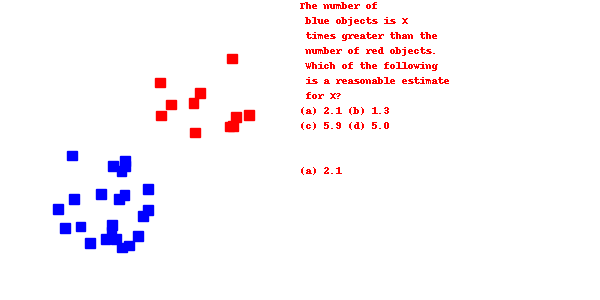 The number of
blue objects is X
times greater than the
number of red objects.
Which of the following
is a reasonable estimate
for X?
(a) 2.1 (b) 1.3
(c) 5.9 (d) 5.0
(a) 2.1